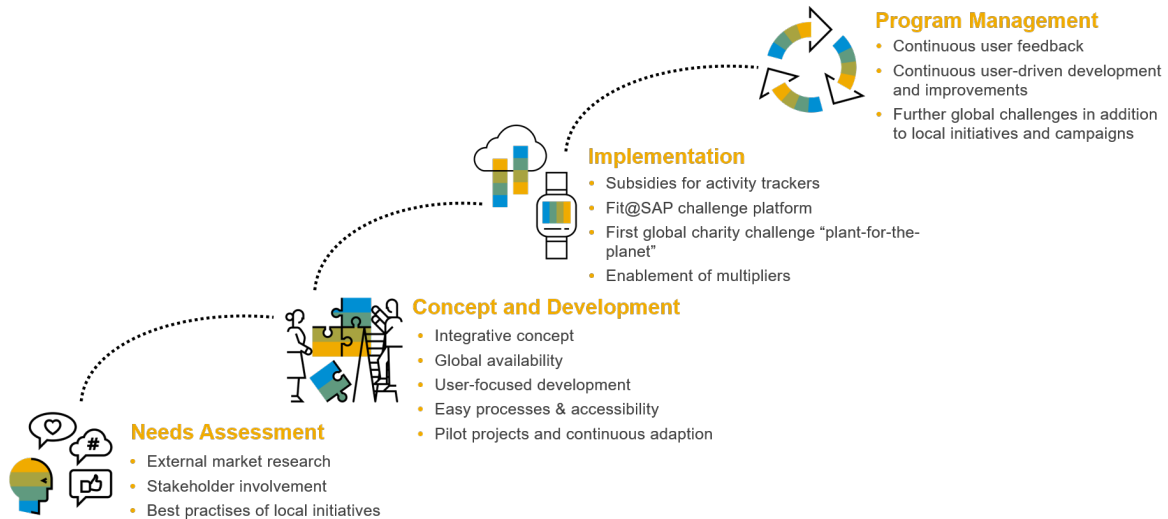 Program Management
• Continuous user feedback
• Continuous user-driven development
and improvements
• Further global challenges in addition
to local initiatives and campaigns
Implementation
• Subsidies for activity trackers
• Fit@SAP challenge platform
• First global charity challenge “plant-for-the-
planet”
• Enablement of multipliers
Concept and Development
• Integrative concept
• Global availability
• User-focused development
• Easy processes & accessibility
• Pilot projects and continuous adaption
#
Needs Assessment
• External market research
• Stakeholder involvement
• Best practises of local initiatives